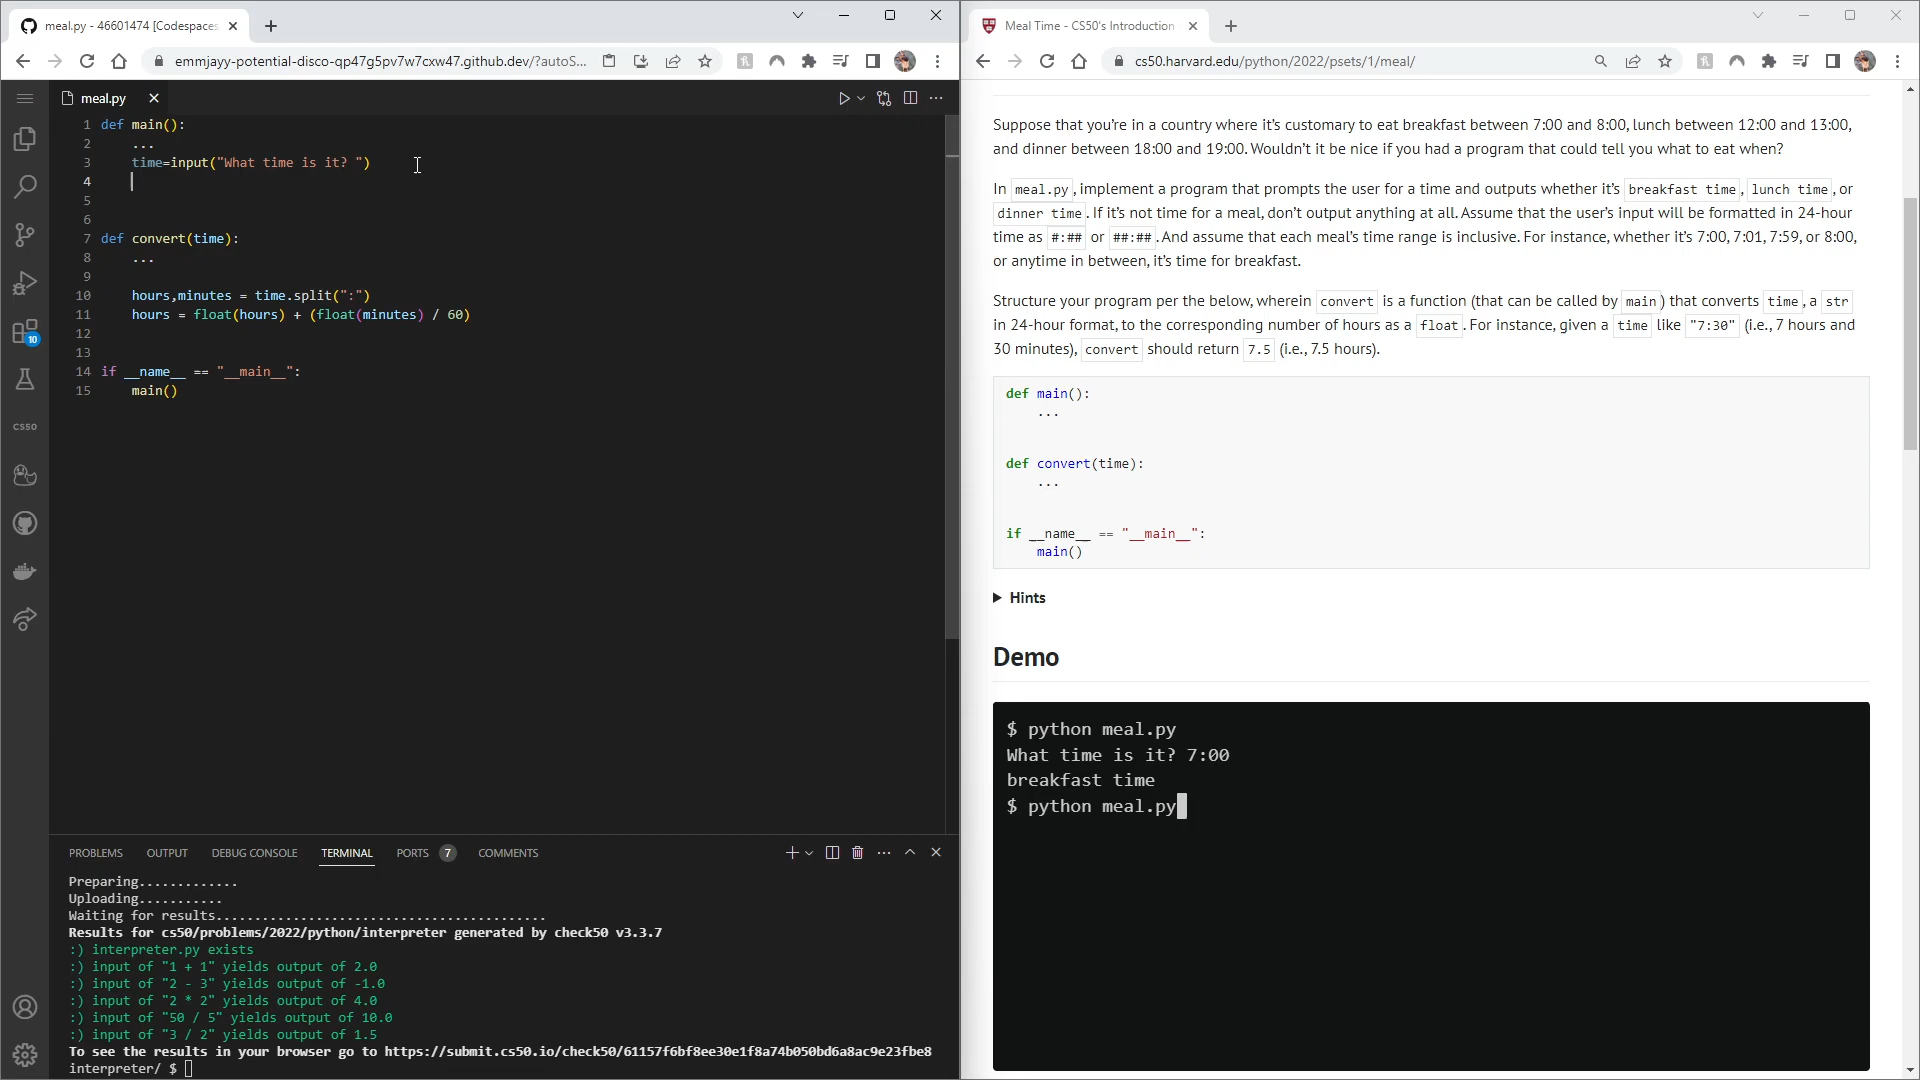 meal.py - 46601474 [Codespaces
emmjayy-potential-disco-qp47g5pv7w7cxw47.github.dev/?autoS...
meal.py
1 def main():
2 ...
3 time=input("What time is it? ")
4
5
6
7 def convert(time):
8 ...
9
10 hours,minutes = time.split(":")
11 hours = float(hours) + (float(minutes) / 60)
12
13
14 if __name__ == "__main__":
15 main()
10
CS50
PROBLEMS OUTPUT DEBUG CONSOLE TERMINAL PORTS 7 COMMENTS
Preparing.............
Uploading...........
Waiting for results...........................................
Results for cs50/problems/2022/python/interpreter generated by check50 v3.3.7
:) interpreter.py exists
:) input of "1 + 1" yields output of 2.0
:) input of "2 - 3" yields output of -1.0
:) input of "2 * 2" yields output of 4.0
:) input of "50 / 5" yields output of 10.0
:) input of "3 / 2" yields output of 1.5
To see the results in your browser go to https://submit.cs50.io/check50/61157f6bf8ee30e1f8a74b050bd6a8ac9e23fbe8
interpreter/ $
Meal Time - CS50's Introduction
cs50.harvard.edu/python/2022/psets/1/meal/
Suppose that you’re in a country where it’s customary to eat breakfast between 7:00 and 8:00, lunch between 12:00 and 13:00,
and dinner between 18:00 and 19:00. Wouldn’t it be nice if you had a program that could tell you what to eat when?
In meal.py, implement a program that prompts the user for a time and outputs whether it’s breakfast time, lunch time, or
dinner time. If it’s not time for a meal, don’t output anything at all. Assume that the user’s input will be formatted in 24-hour
time as #:## or ##:##. And assume that each meal’s time range is inclusive. For instance, whether it’s 7:00, 7:01, 7:59, or 8:00,
or anytime in between, it’s time for breakfast.
Structure your program per the below, wherein convert is a function (that can be called by main) that converts time, a str
in 24-hour format, to the corresponding number of hours as a float. For instance, given a time like "7:30" (i.e., 7 hours and
30 minutes), convert should return 7.5 (i.e., 7.5 hours).
def main():
...
def convert(time):
...
if __name__ == "__main__":
main()
Hints
Demo
$ python meal.py
What time is it? 7:00
breakfast time
$ python meal.py